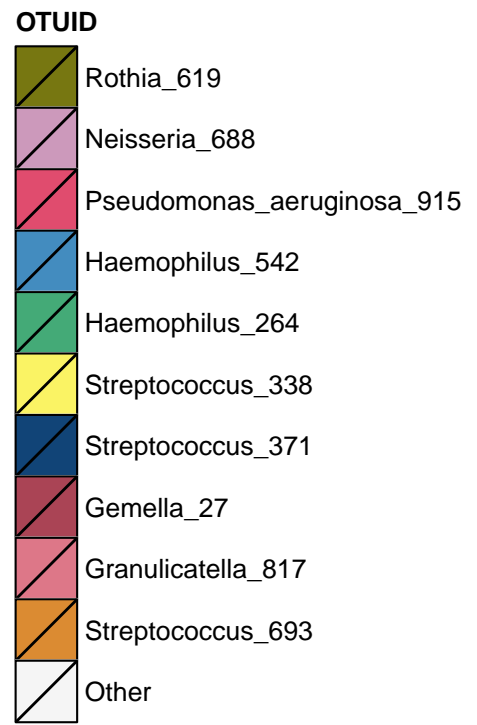 OTUID
Rothia_619
Neisseria_688
Pseudomonas_aeruginosa_915
Haemophilus_542
Haemophilus_264
Streptococcus_338
Streptococcus_371
Gemella_27
Granulicatella_817
Streptococcus_693
Other